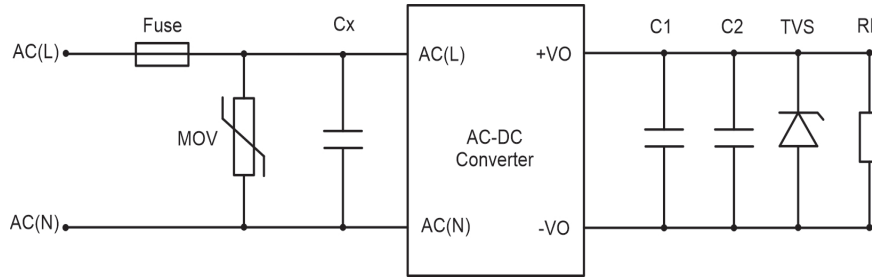 Fuse
Cx
C1
C2
TVS
AC(L)
AC(L)
+VO
MOV
AC-DC
Converter
AC(N)
AC(N)
-VO